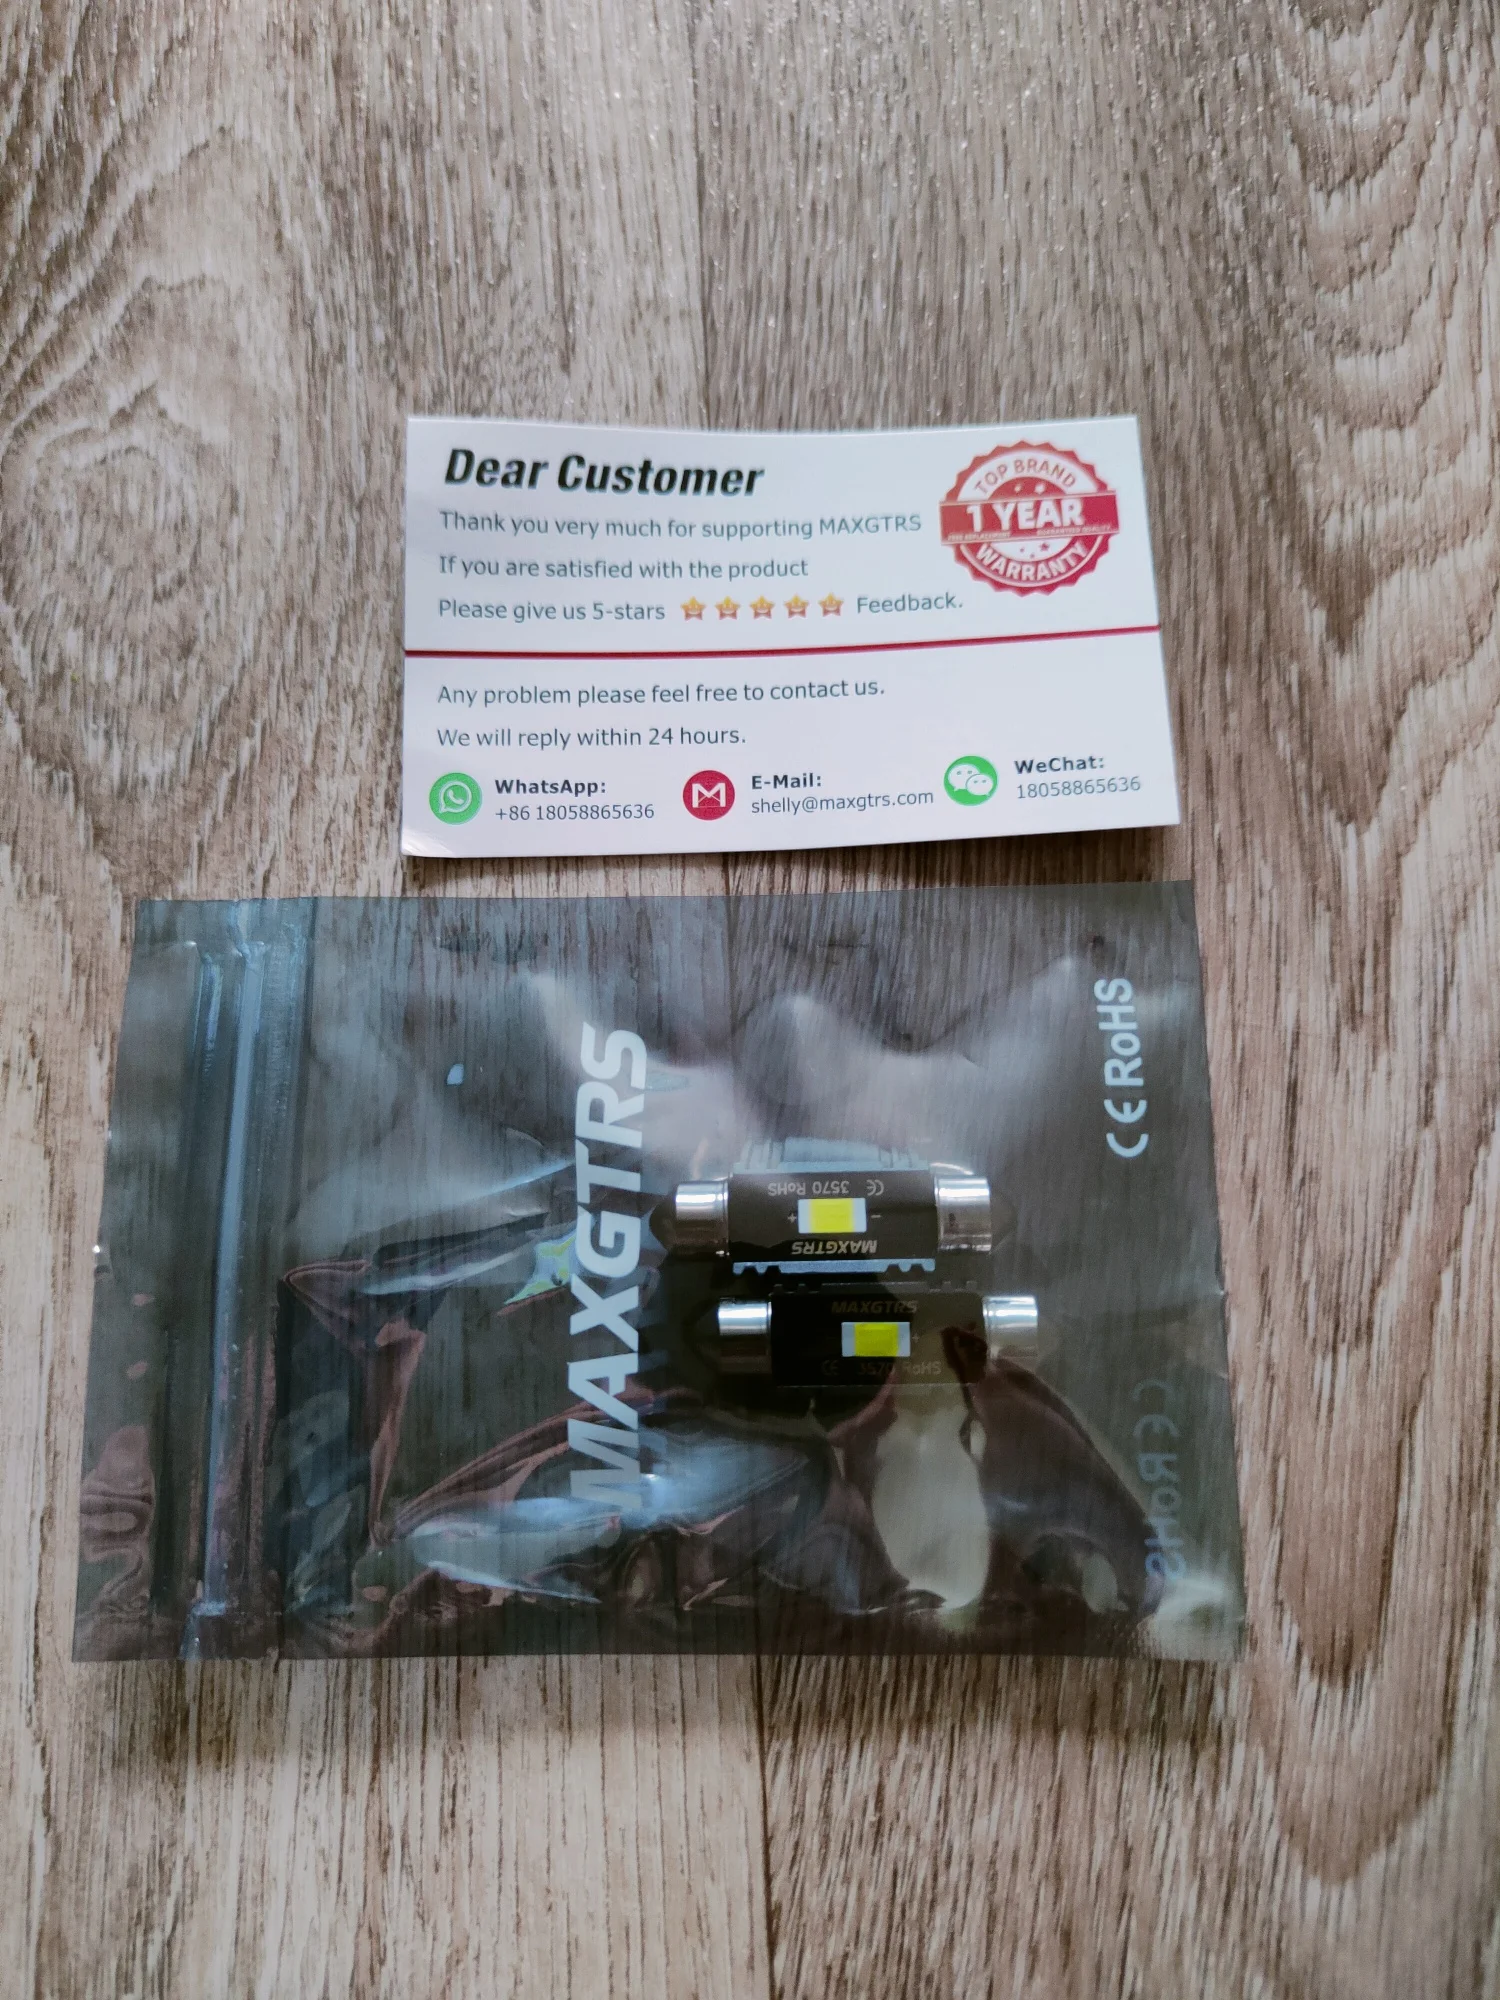 Dear Customer
Thank you very much for supporting MAXGTRS
If you are satisfied with the product
Please give us 5-stars Feedback.
TOP BRAND
1 YEAR
WARRANTY
Any problem please feel free to contact us.
We will reply within 24 hours.
WhatsApp:
+86 18058865636
E-Mail:
shelly@maxgtrs.com
WeChat:
18058865636
MAXGTRS
CE RoHS
CE 3570 RoHS
+ -
MAXGTRS
MAXGTRS
+
CE 3570 RoHS
CE RoHS